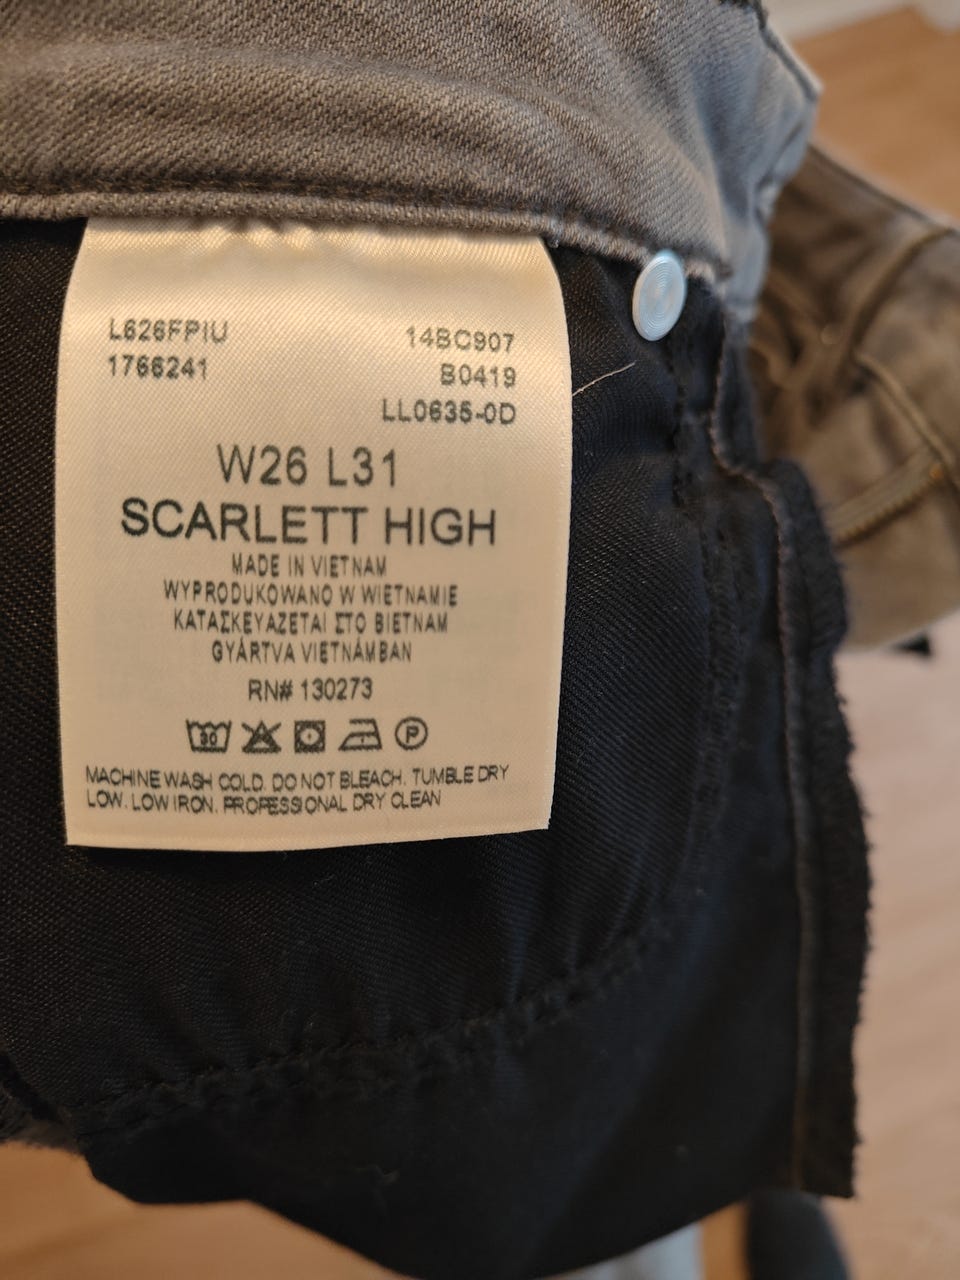 L626FPIU 14BC907
1766241 B0419
LL0635-0D
W26 L31
SCARLETT HIGH
MADE IN VIETNAM
WYPRODUKOWANO W WIETNAMIE
ΚΑΤΑΣΚΕΥΑΖΕΤΑΙ ΣΤΟ ΒΙΕΤΝΑΜ
GYÁRTVA VIETNÁMBAN
RN# 130273
30 P
MACHINE WASH COLD. DO NOT BLEACH. TUMBLE DRY
LOW. LOW IRON. PROFESSIONAL DRY CLEAN